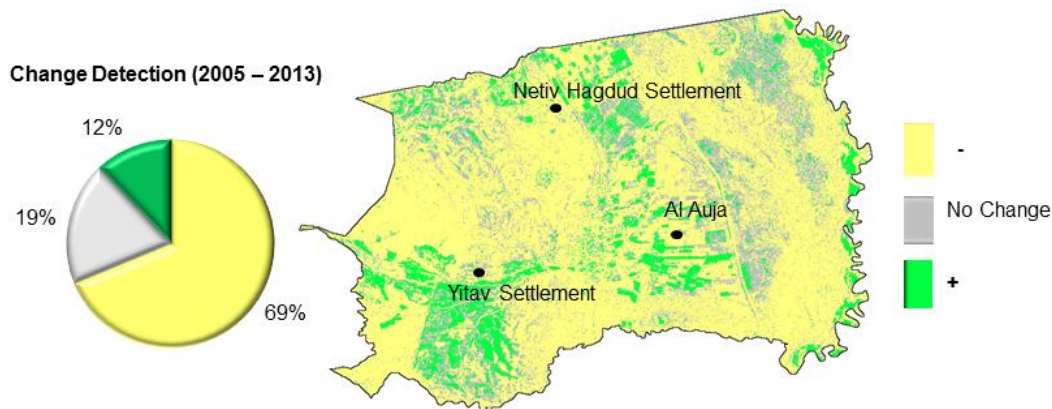 Change Detection (2005 – 2013)
12%
19%
69%
Netiv Hagdud Settlement
Al Auja
Yitav Settlement
-
No Change
+